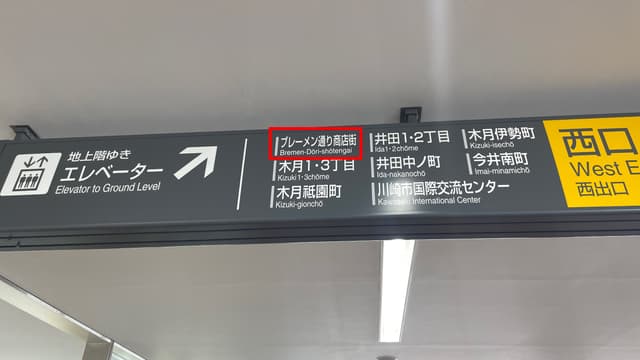 地上階ゆき
エレベーター
Elevator to Ground Level
ブレーメン通り商店街
Bremen-Dōri-shōtengai
木月1・3丁目
Kizuki 1・3chōme
木月祗園町
Kizuki-gionchō
井田1・2丁目
Ida1・2chōme
井田中ノ町
Ida-nakanochō
川崎市国際交流センター
Kawasaki International Center
木月伊勢町
Kizuki-isechō
今井南町
Imai-minamichō
西口
West
西出口